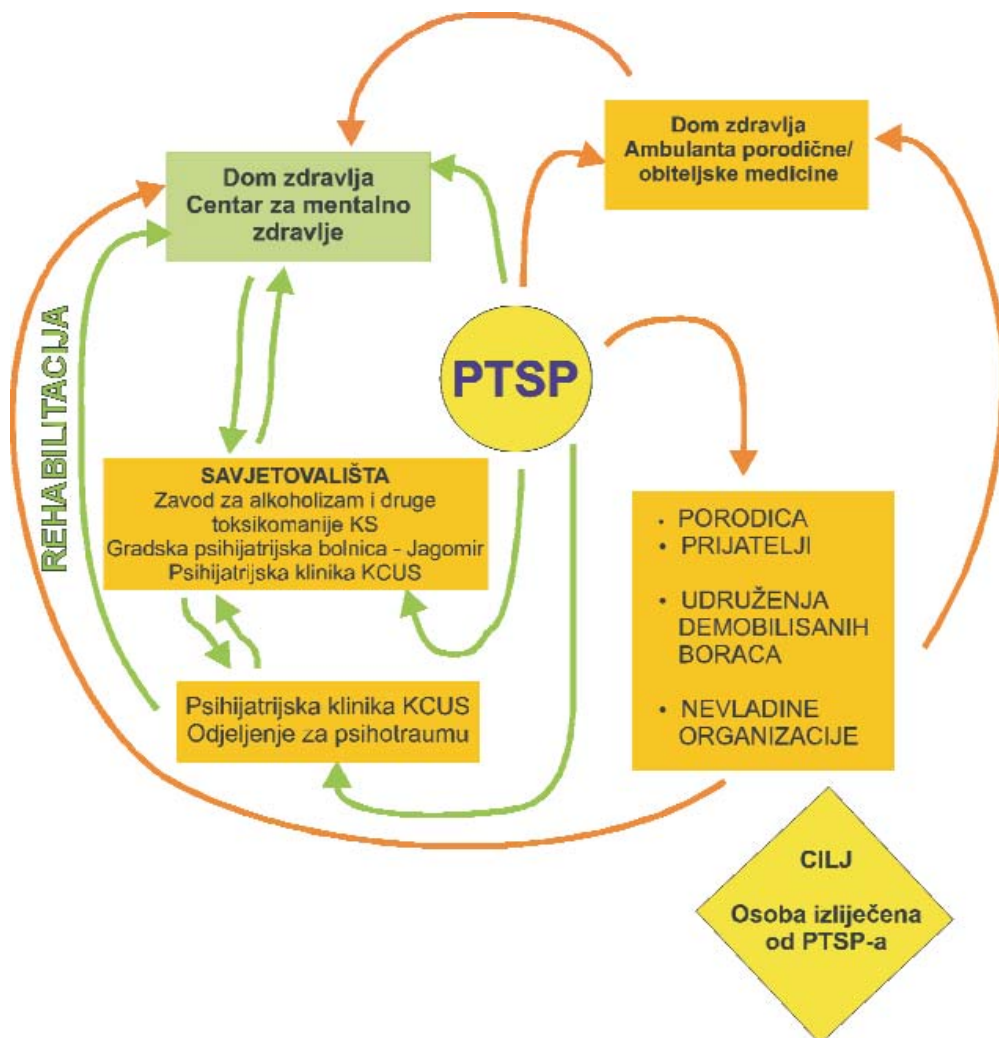 Dom zdravlja
Ambulanta porodične/
obiteljske medicine
Dom zdravlja
Centar za mentalno
zdravlje
REHABILITACIJA
PTSP
SAVJETOVALIŠTA
Zavod za alkoholizam i druge
toksikomanije KS
Gradska psihijatrijska bolnica - Jagomir
Psihijatrijska klinika KCUS
• PORODICA
• PRIJATELJI
• UDRUŽENJA
DEMOBILISANIH
BORACA
• NEVLADINE
ORGANIZACIJE
Psihijatrijska klinika KCUS
Odjeljenje za psihotraumu
CILJ
Osoba izliječena
od PTSP-a